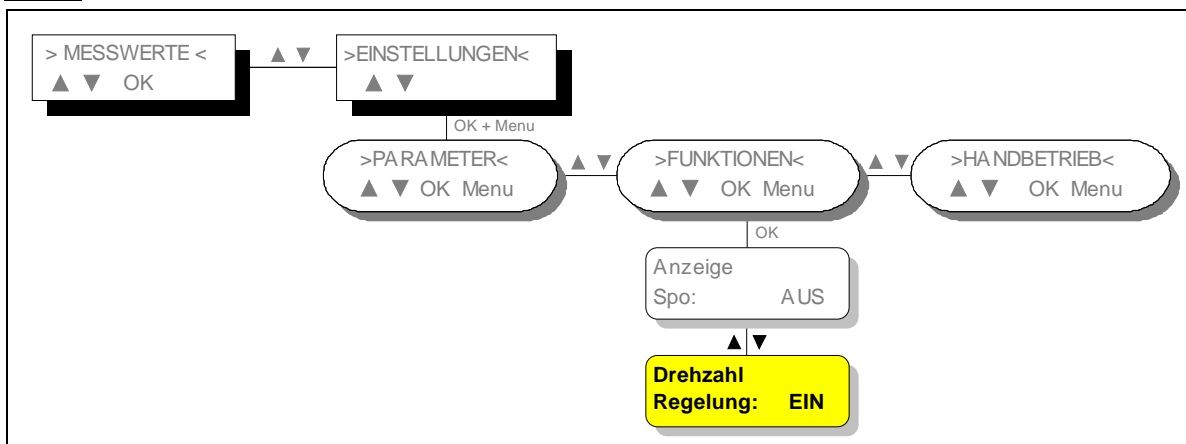 > MESSWERTE <
▲ ▼ OK
▲ ▼
>EINSTELLUNGEN<
▲ ▼
OK + Menu
>PARAMETER<
▲ ▼ OK Menu
▲ ▼
>FUNKTIONEN<
▲ ▼ OK Menu
▲ ▼
>HANDBETRIEB<
▲ ▼ OK Menu
OK
Anzeige
Spo: AUS
▲ ▼
Drehzahl
Regelung: EIN